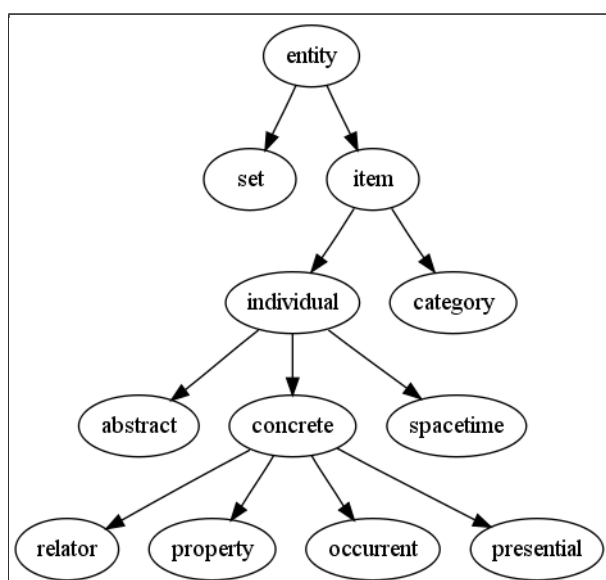 entity
set
item
individual
category
abstract
concrete
spacetime
relator
property
occurrent
presential